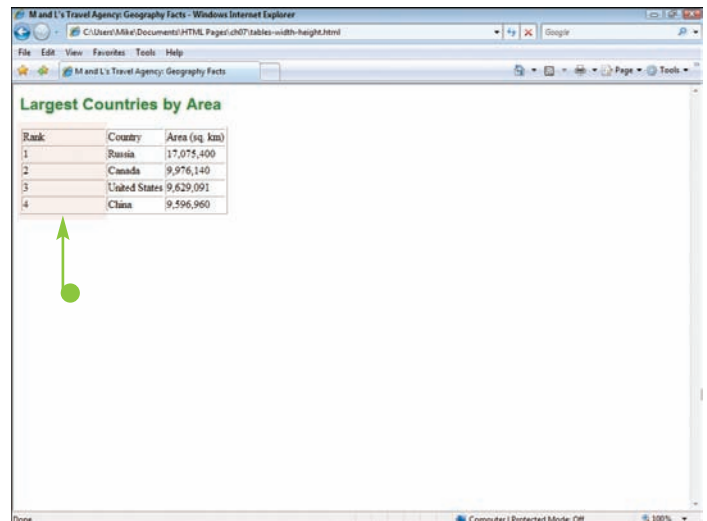 M and L's Travel Agency: Geography Facts - Windows Internet Explorer
C:\Users\Mike\Documents\HTML Pages\ch07\tables-width-height.html Google
File Edit View Favorites Tools Help
M and L's Travel Agency: Geography Facts Page Tools
Largest Countries by Area
Rank Country Area (sq. km)
1 Russia 17,075,400
2 Canada 9,976,140
3 United States 9,629,091
4 China 9,596,960
Done Computer | Protected Mode: Off 100%